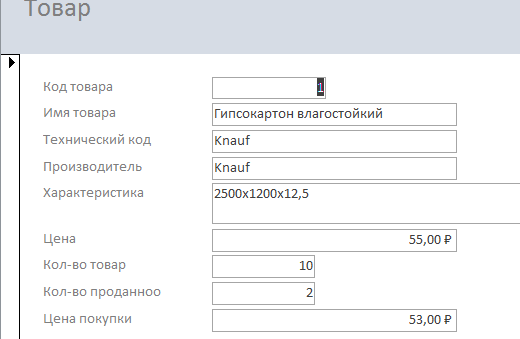 Товар
Код товара 1
Имя товара Гипсокартон влагостойкий
Технический код Knauf
Производитель Knauf
Характеристика 2500x1200x12,5
Цена 55,00 ₽
Кол-во товар 10
Кол-во проданноо 2
Цена покупки 53,00 ₽